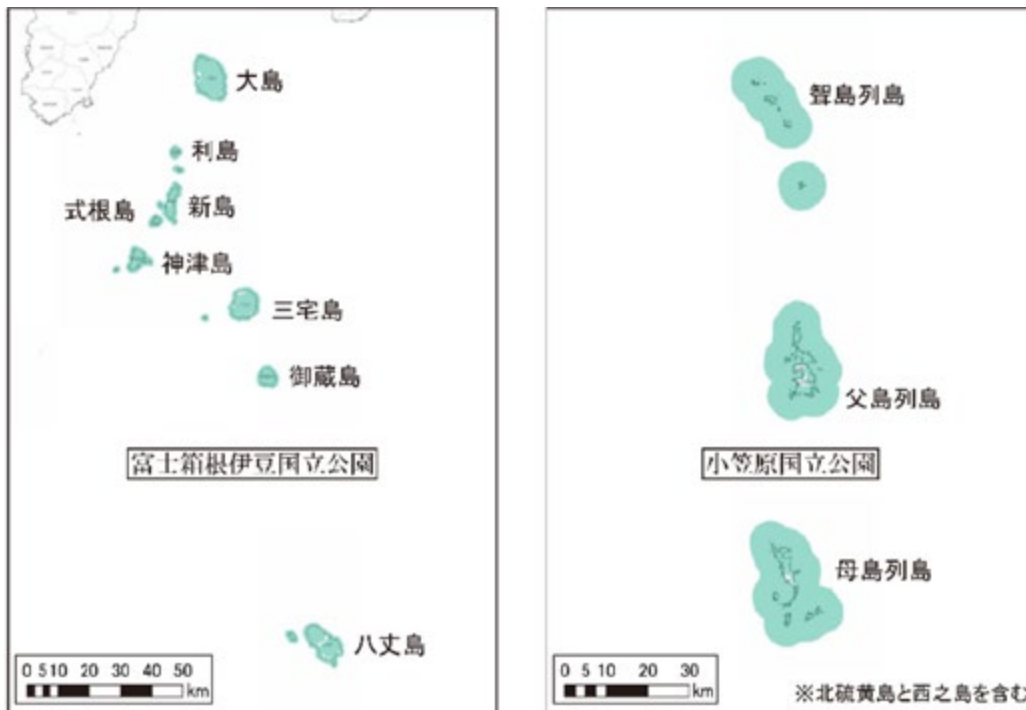 大島
利島
式根島
新島
神津島
三宅島
御蔵島
富士箱根伊豆国立公園
八丈島
0 5 10 20 30 40 50
km
聟島列島
父島列島
小笠原国立公園
母島列島
0 5 10 20 30
km
※北硫黄島と西之島を含む